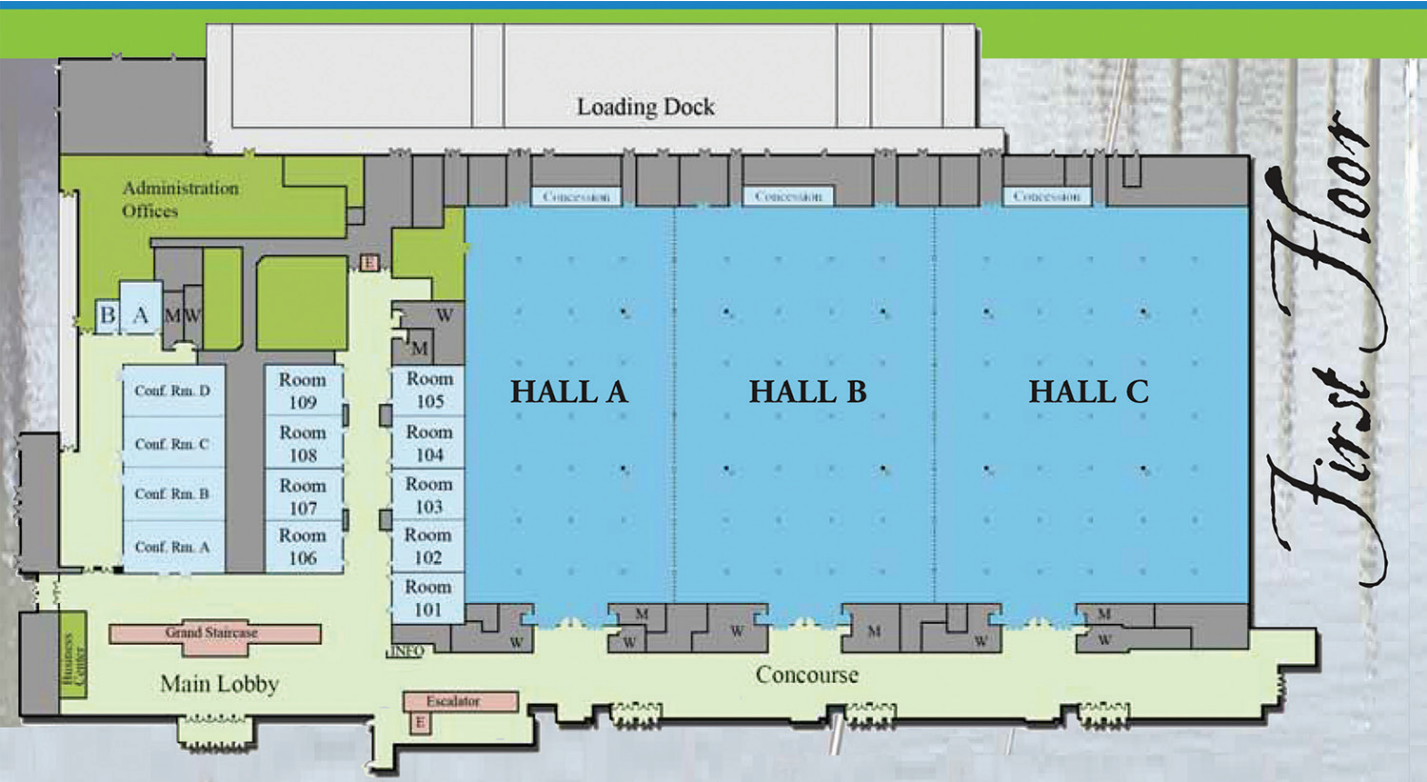 Loading Dock
Administration
Offices
Concession
Concession
Concession
E
B
A
M
W
W
M
Conf. Rm. D
Conf. Rm. C
Conf. Rm. B
Conf. Rm. A
Room
109
Room
108
Room
107
Room
106
Room
105
Room
104
Room
103
Room
102
Room
101
HALL A
HALL B
HALL C
First Floor
W
M
W
W
M
W
M
W
Business
Center
Grand Staircase
Main Lobby
INFO
Concourse
Escalator
E